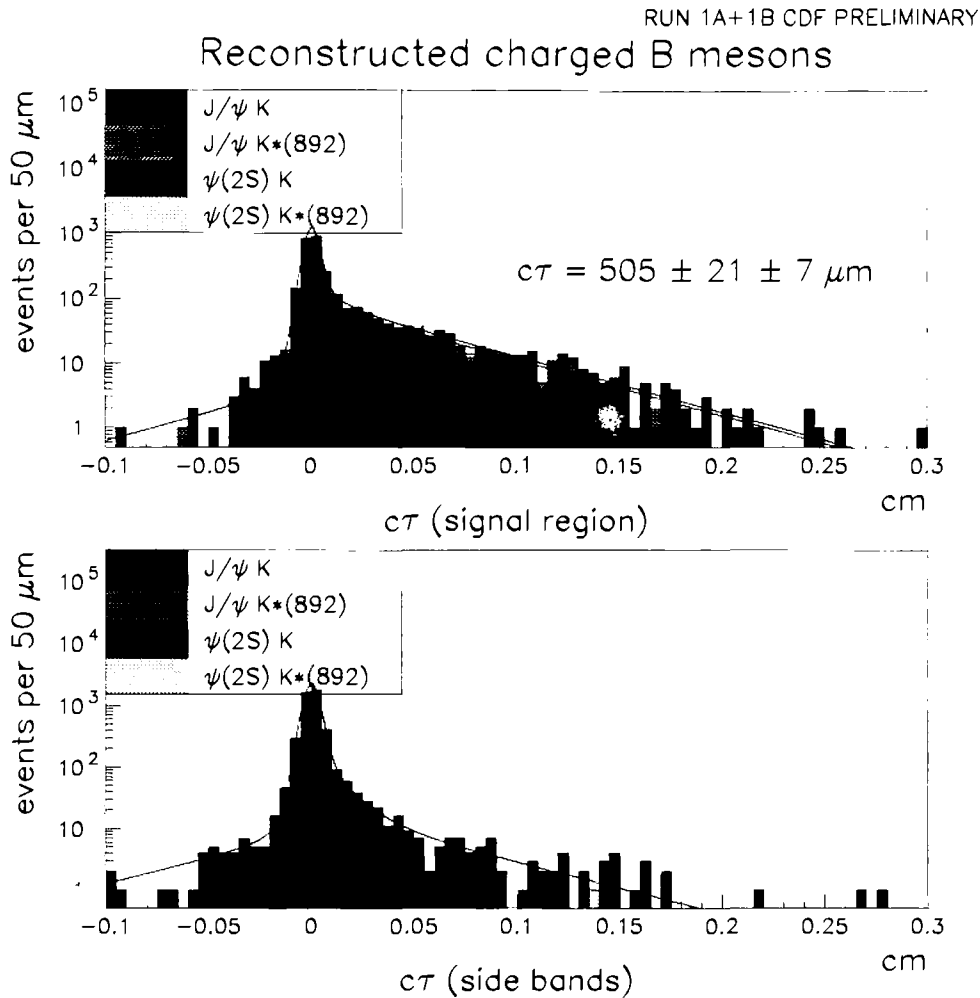 RUN 1A+1B CDF PRELIMINARY
Reconstructed charged B mesons
events per 50 μm
10⁵
10⁴
10³
10²
10
1
J/ψ K
J/ψ K*(892)
ψ(2S) K
ψ(2S) K*(892)
cτ = 505 ± 21 ± 7 μm
−0.1 −0.05 0 0.05 0.1 0.15 0.2 0.25 0.3
cm
cτ (signal region)
events per 50 μm
10⁵
10⁴
10³
10²
10
J/ψ K
J/ψ K*(892)
ψ(2S) K
ψ(2S) K*(892)
−0.1 −0.05 0 0.05 0.1 0.15 0.2 0.25 0.3
cm
cτ (side bands)